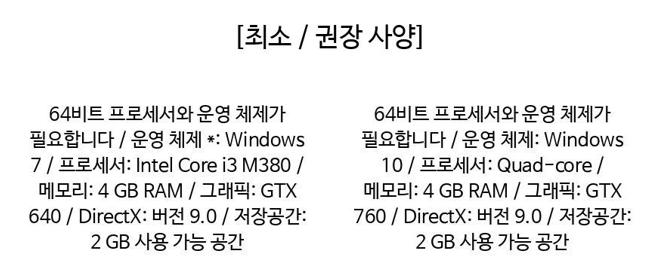 [최소 / 권장 사양]
64비트 프로세서와 운영 체제가
필요합니다 / 운영 체제 *: Windows
7 / 프로세서: Intel Core i3 M380 /
메모리: 4 GB RAM / 그래픽: GTX
640 / DirectX: 버전 9.0 / 저장공간:
2 GB 사용 가능 공간
64비트 프로세서와 운영 체제가
필요합니다 / 운영 체제: Windows
10 / 프로세서: Quad-core /
메모리: 4 GB RAM / 그래픽: GTX
760 / DirectX: 버전 9.0 / 저장공간:
2 GB 사용 가능 공간